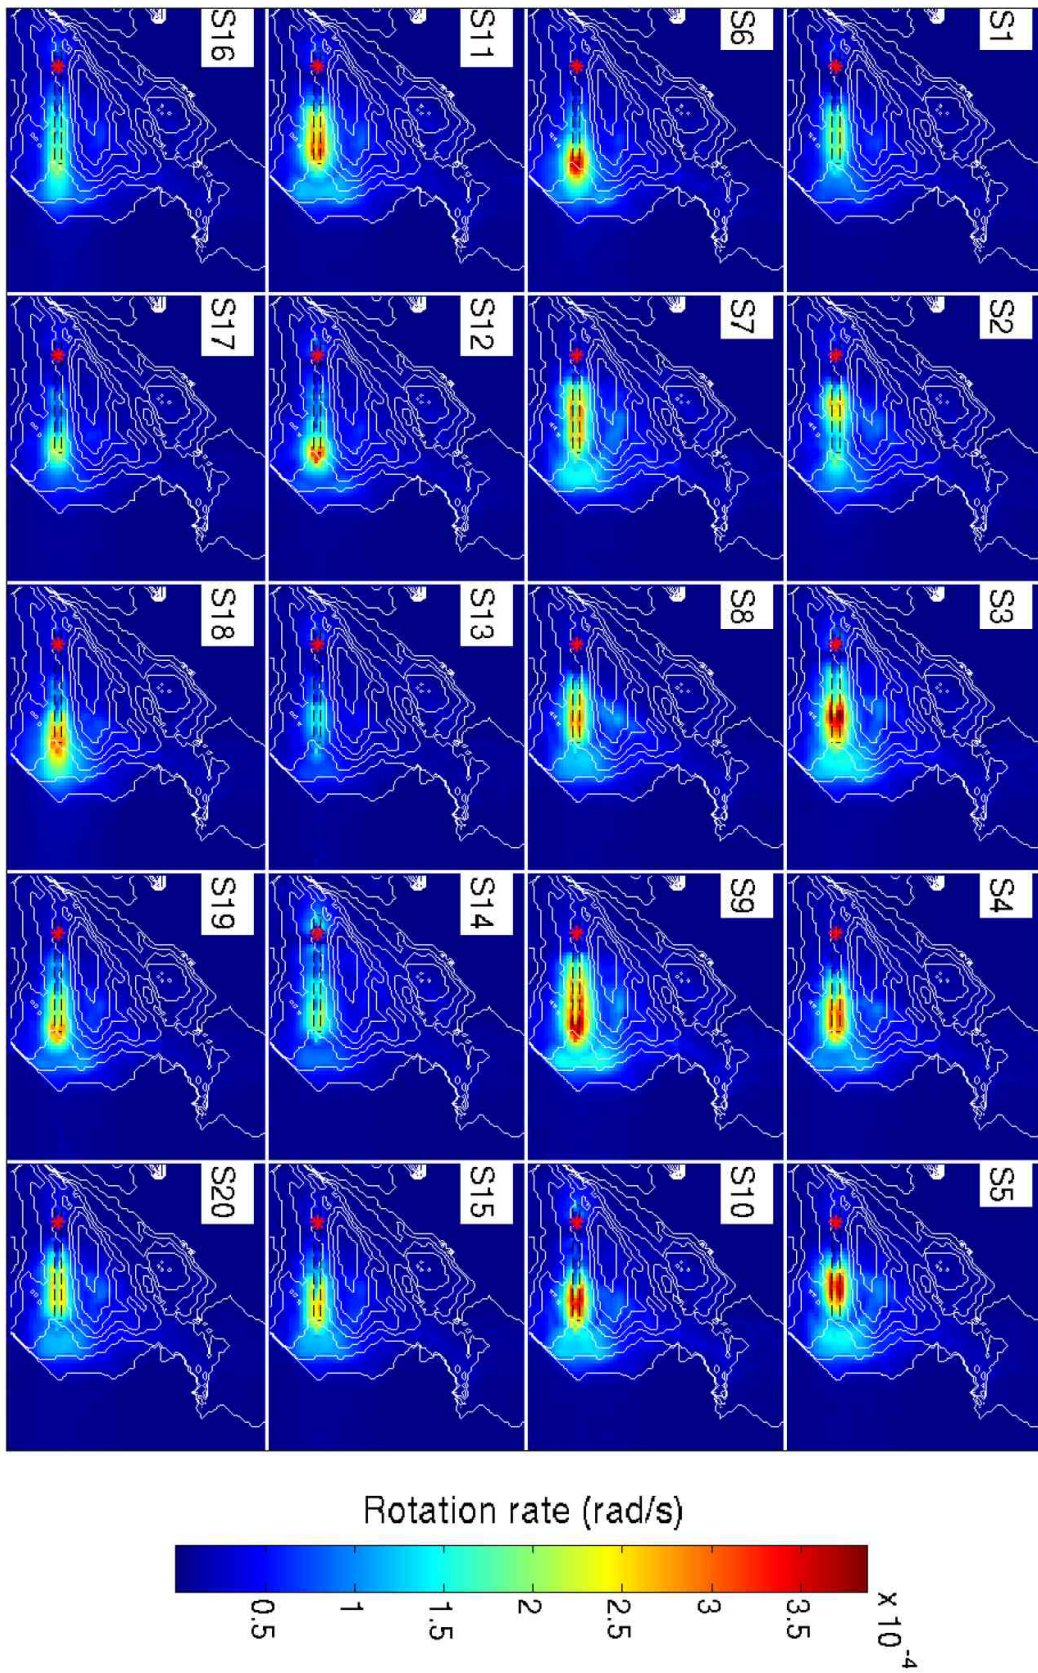 S1
S2
S3
S4
S5
S6
S7
S8
S9
S10
S11
S12
S13
S14
S15
S16
S17
S18
S19
S20
Rotation rate (rad/s)
0.5
1
1.5
2
2.5
3
3.5
x 10⁻⁴